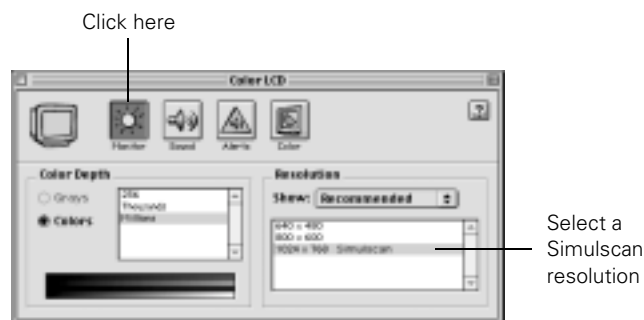 Click here
Color LCD
Monitor
Sound
Alerts
Color
Color Depth
Grays
Colors
256
Thousands
Millions
Resolution
Show: Recommended
640 x 480
800 x 600
1024 x 768 Simulscan
Select a
Simulscan
resolution